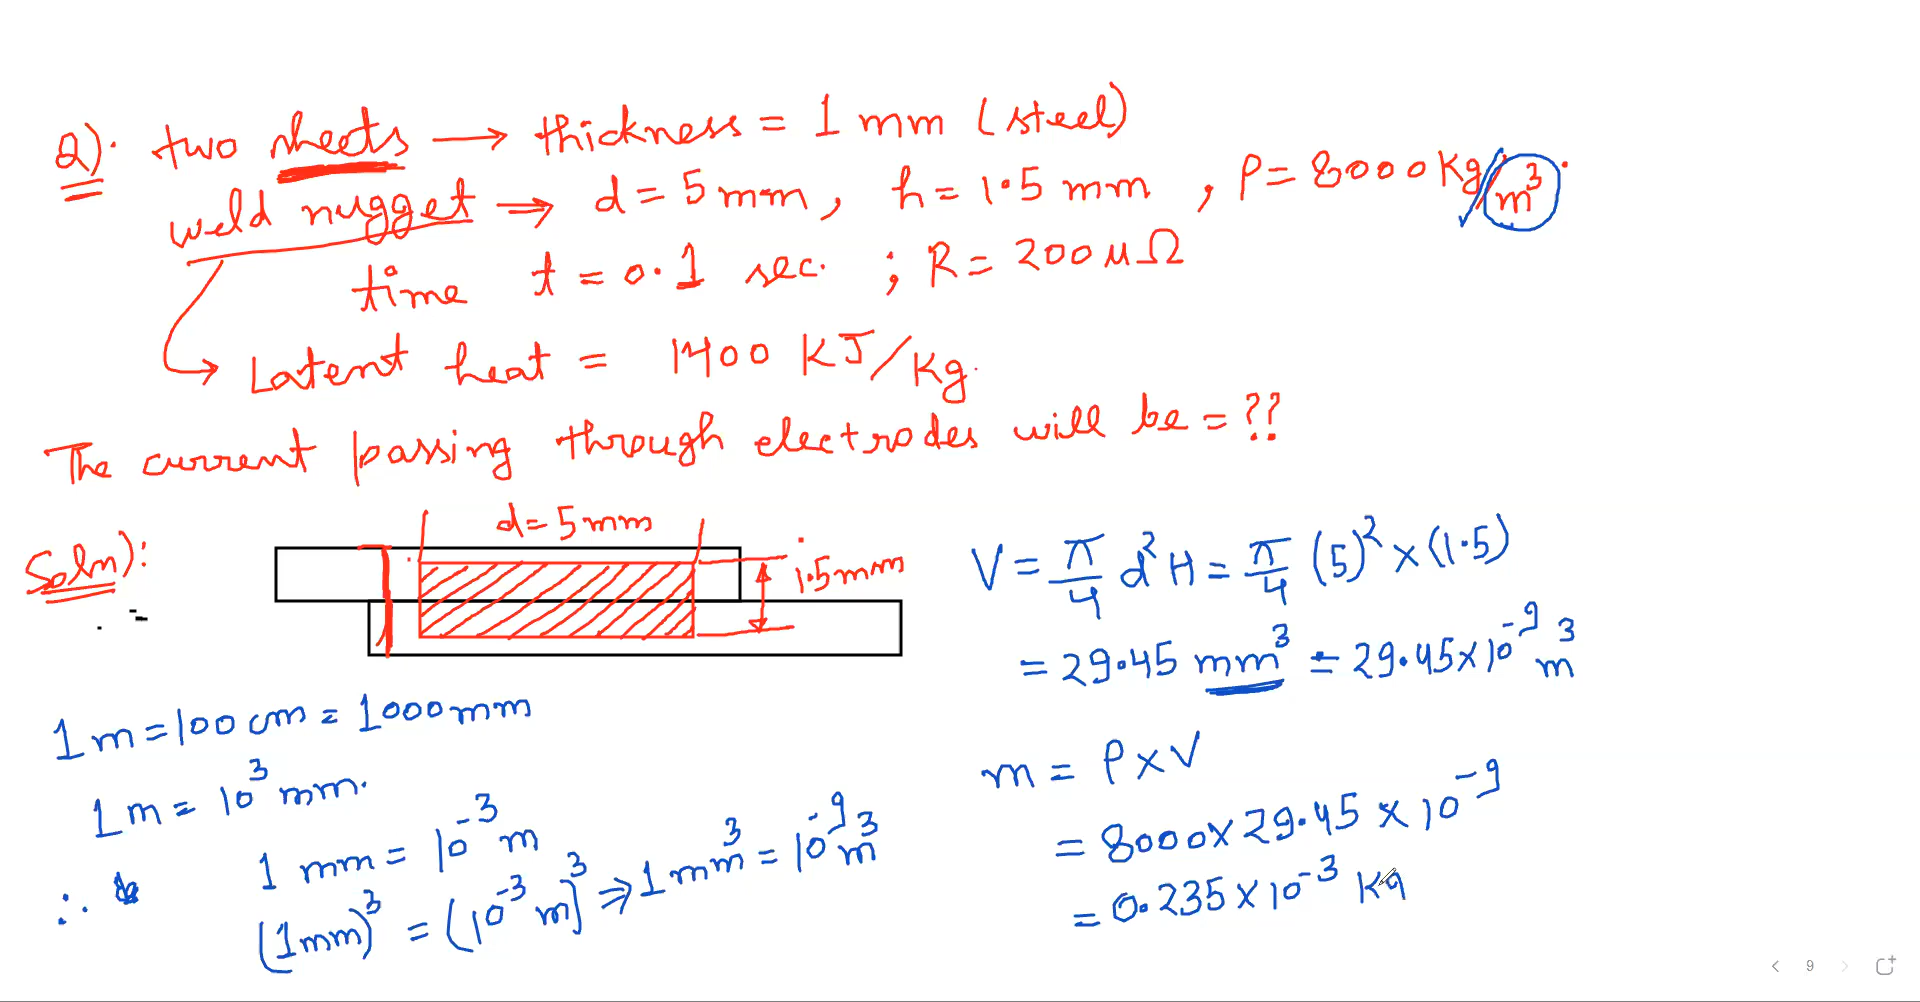 Q). two sheets → thickness = 1 mm (steel)
weld nugget → d = 5 mm, h = 1.5 mm, ρ = 8000 Kg/m³.
time t = 0.1 sec. ; R = 200 μΩ
→ Latent heat = 1400 KJ/Kg.
The current passing through electrodes will be = ??
Soln):
d = 5 mm
1.5 mm
1 m = 100 cm = 1000 mm
1 m = 10³ mm.
∴ 1 mm = 10⁻³ m
(1mm)³ = (10⁻³ m)³ ⇒ 1 mm³ = 10⁻⁹ m³
V = π/4 d² H = π/4 (5)² × (1.5)
= 29.45 mm³ = 29.45 × 10⁻⁹ m³
m = ρ × V
= 8000 × 29.45 × 10⁻⁹
= 0.235 × 10⁻³ Kg
9